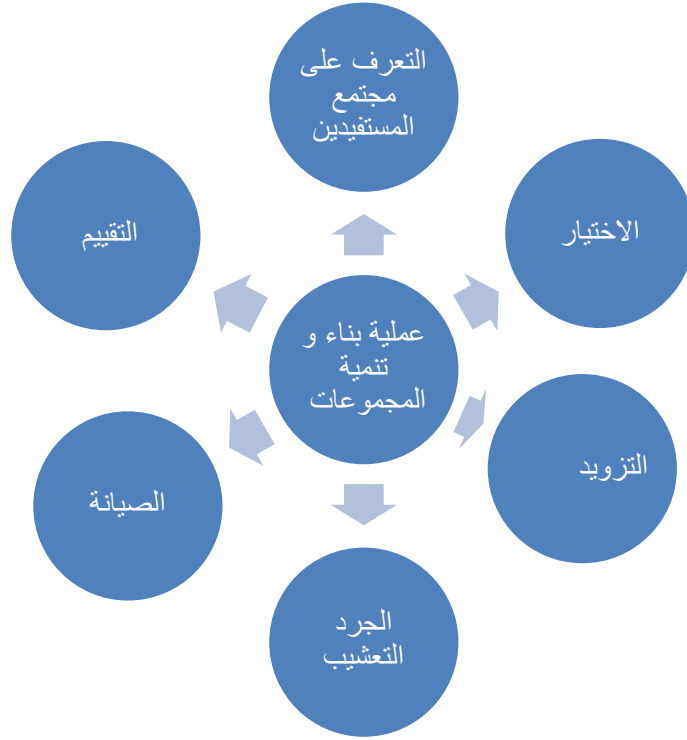 التعرف على
مجتمع
المستفيدين
الاختيار
التزويد
الجرد
التعشيب
الصيانة
التقييم
عملية بناء و
تنمية
المجموعات